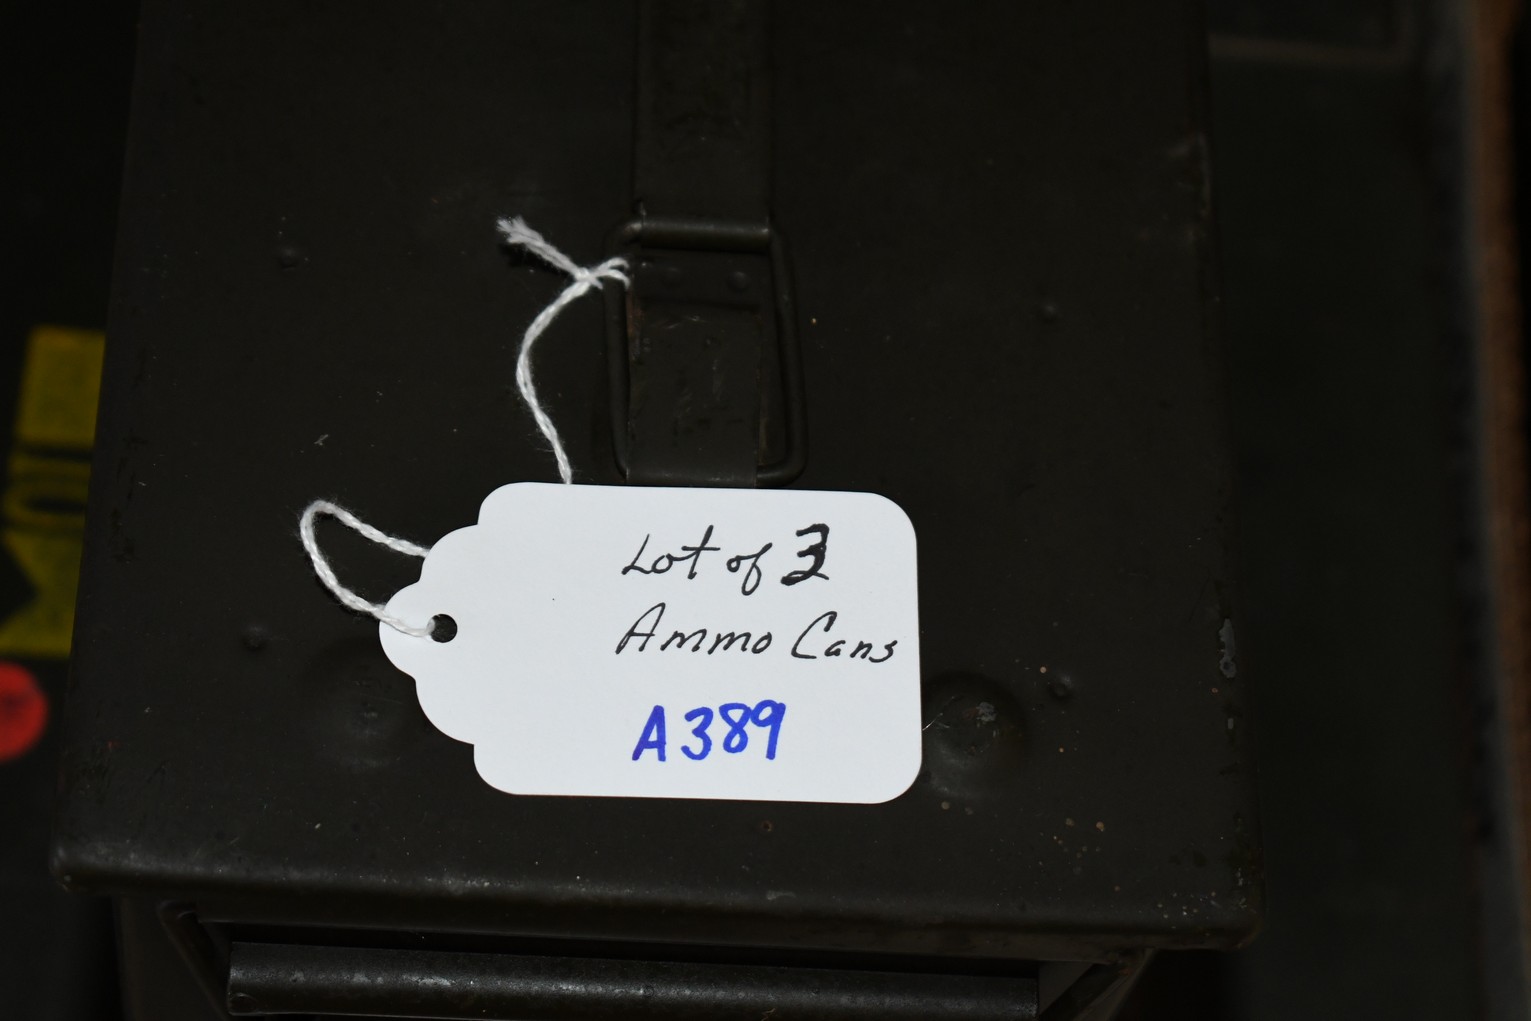 Lot of 3
Ammo Cans
A389